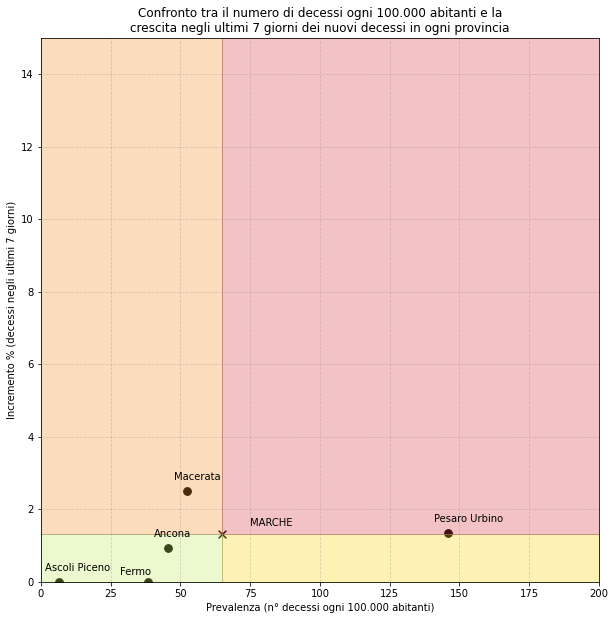 Confronto tra il numero di decessi ogni 100.000 abitanti e la
crescita negli ultimi 7 giorni dei nuovi decessi in ogni provincia
Incremento % (decessi negli ultimi 7 giorni)
14
12
10
8
6
4
2
0
Macerata
MARCHE
Pesaro Urbino
Ancona
Ascoli Piceno
Fermo
0 25 50 75 100 125 150 175 200
Prevalenza (n° decessi ogni 100.000 abitanti)